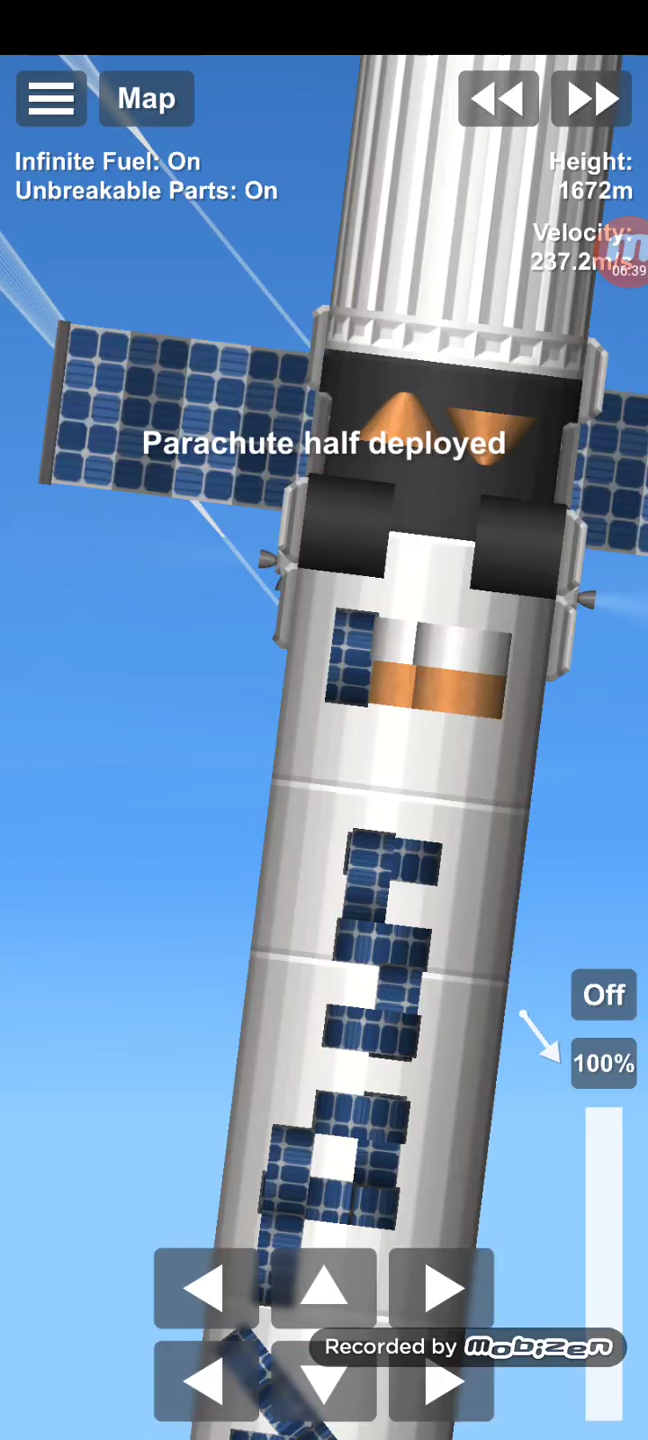 Map
Infinite Fuel: On
Unbreakable Parts: On
Height:
1672m
Velocity:
237.2m/s
06:39
Parachute half deployed
Off
100%
Recorded by mobizen